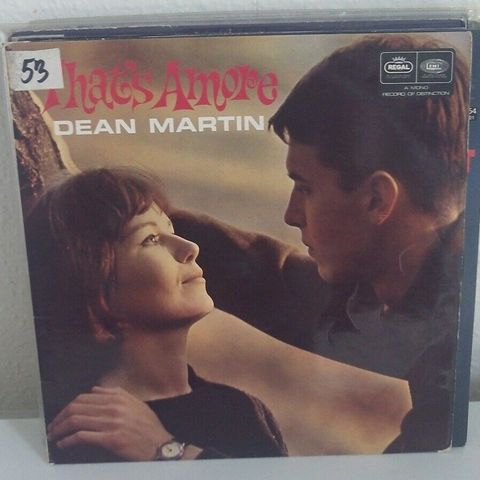 53
That's Amore
DEAN MARTIN
REGAL
EMI
A MONO
RECORD OF DISTINCTION